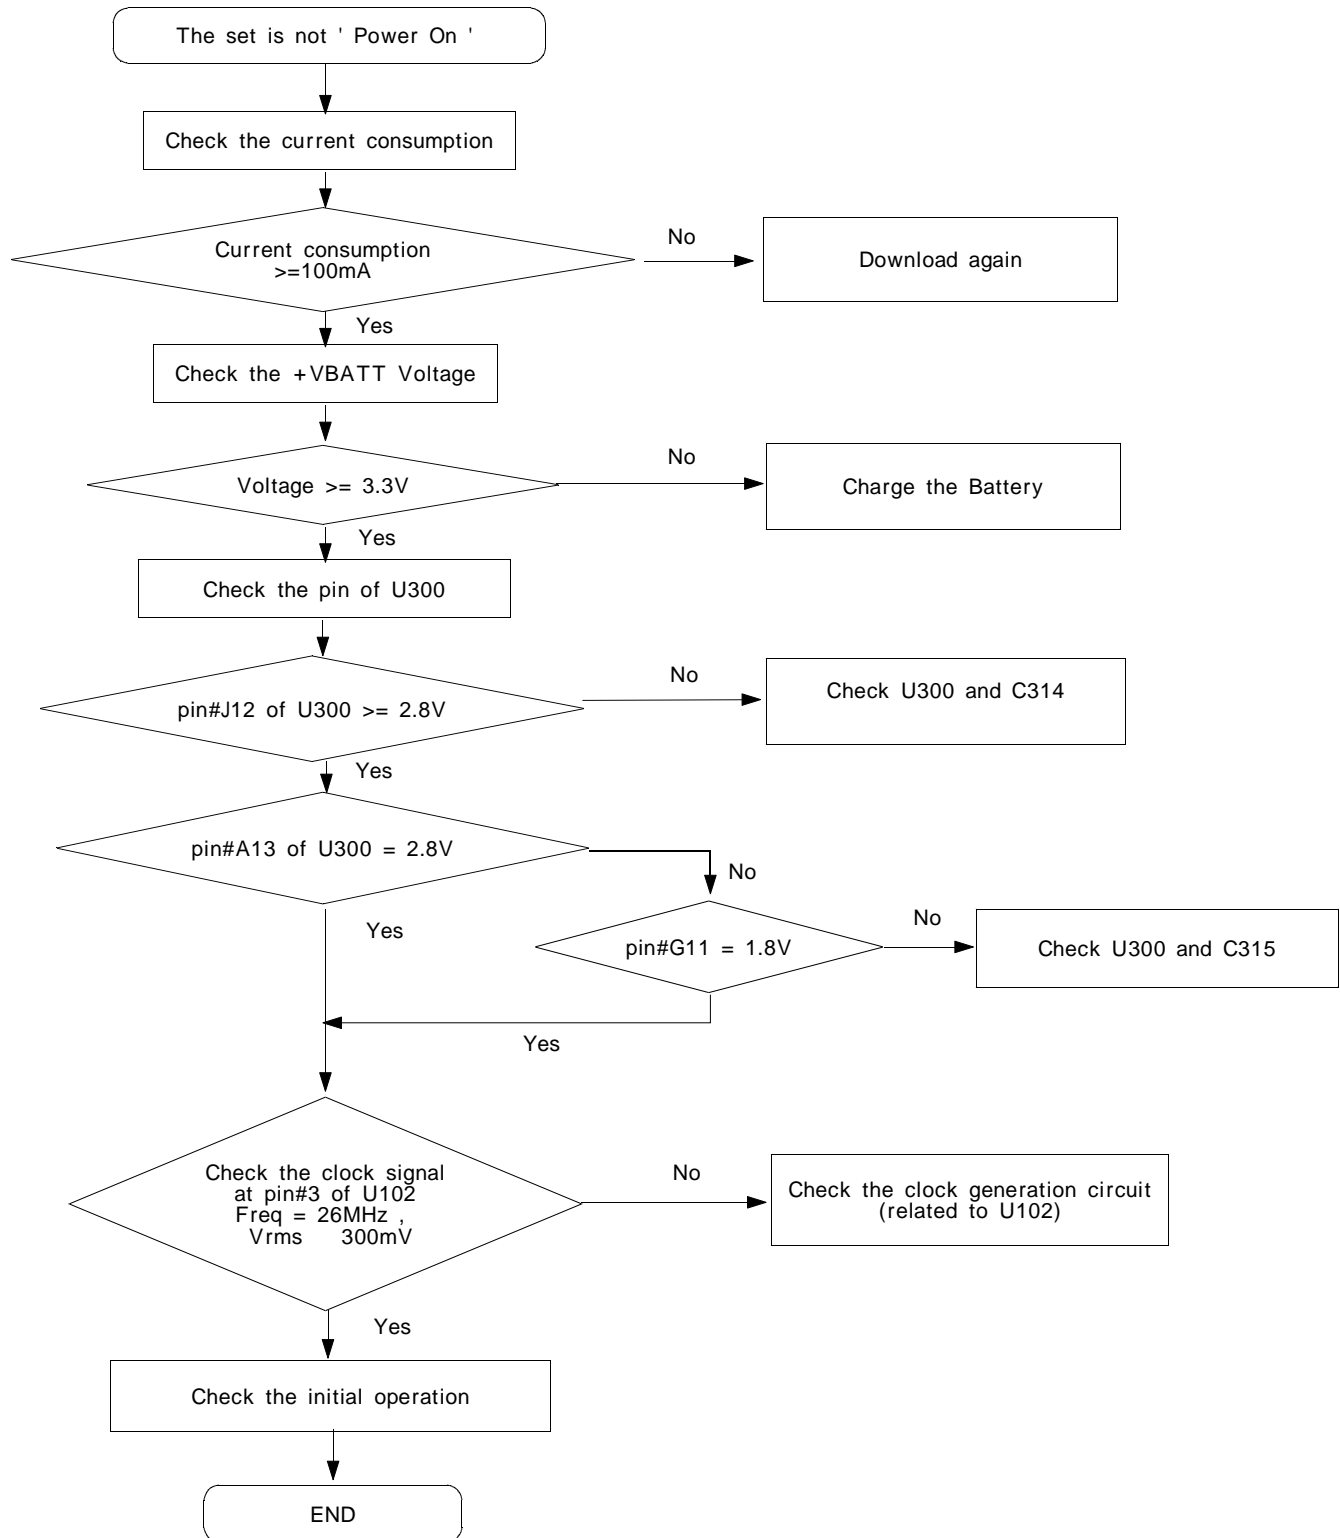 The set is not ' Power On '
Check the current consumption
Current consumption
>=100mA
No
Download again
Yes
Check the +VBATT Voltage
Voltage >= 3.3V
No
Charge the Battery
Yes
Check the pin of U300
pin#J12 of U300 >= 2.8V
No
Check U300 and C314
Yes
pin#A13 of U300 = 2.8V
No
Yes
pin#G11 = 1.8V
No
Check U300 and C315
Yes
Check the clock signal
at pin#3 of U102
Freq = 26MHz ,
Vrms 300mV
No
Check the clock generation circuit
(related to U102)
Yes
Check the initial operation
END